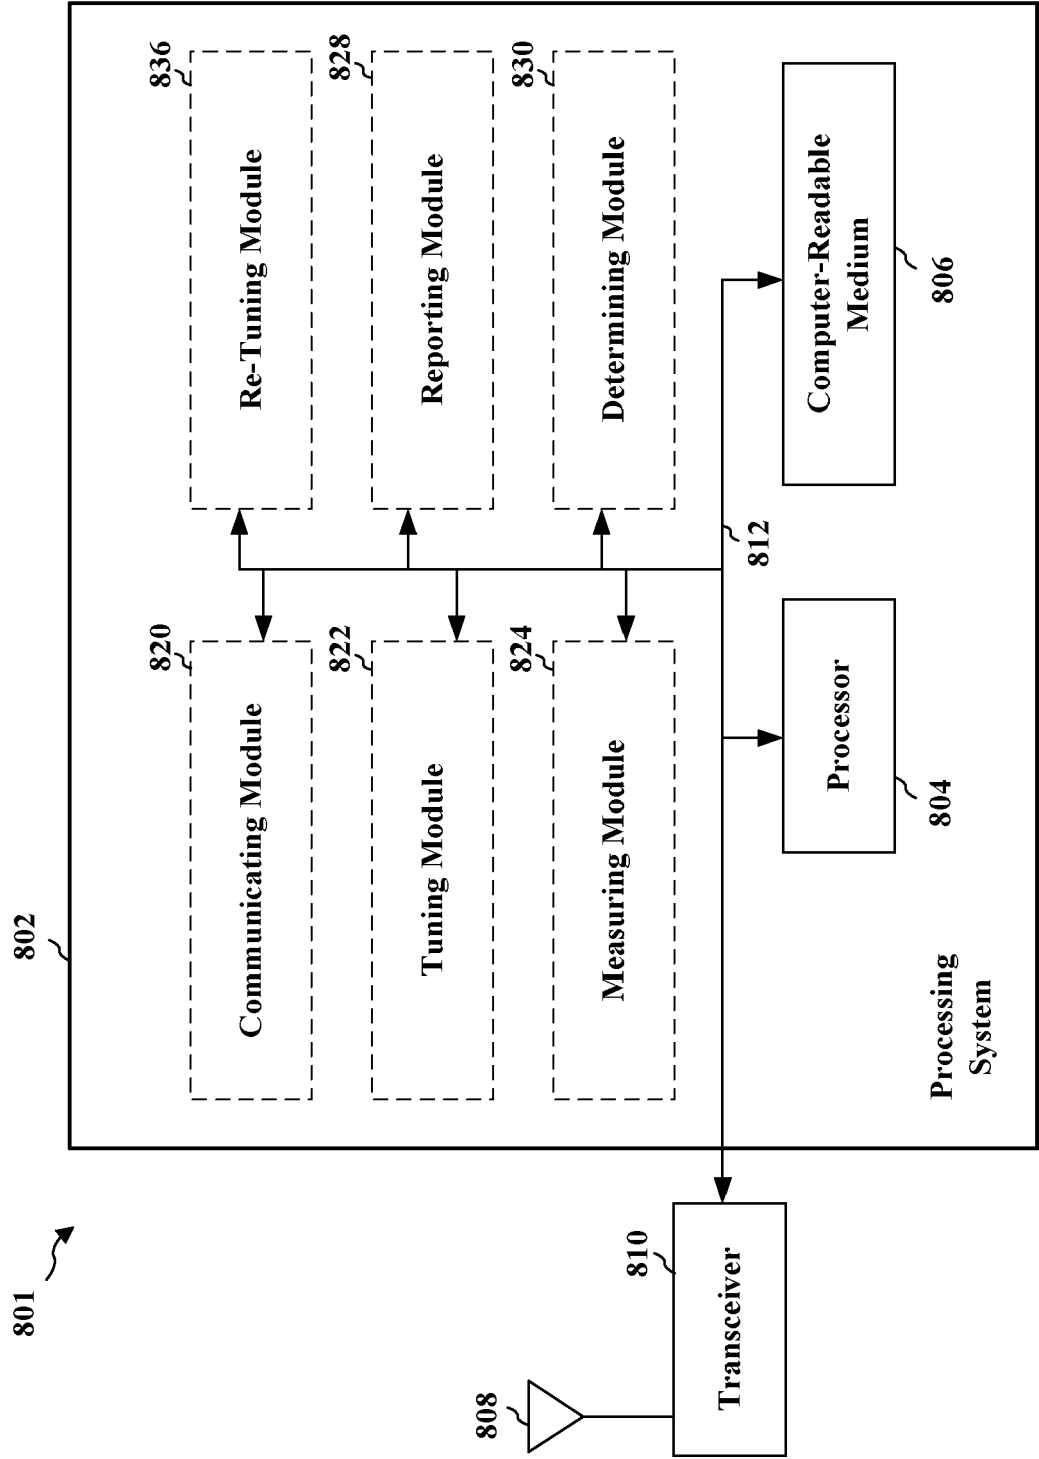 801
802
820
Communicating Module
836
Re-Tuning Module
822
Tuning Module
828
Reporting Module
824
Measuring Module
830
Determining Module
808
810
Transceiver
812
Processor
804
Computer-Readable
Medium
806
Processing
System